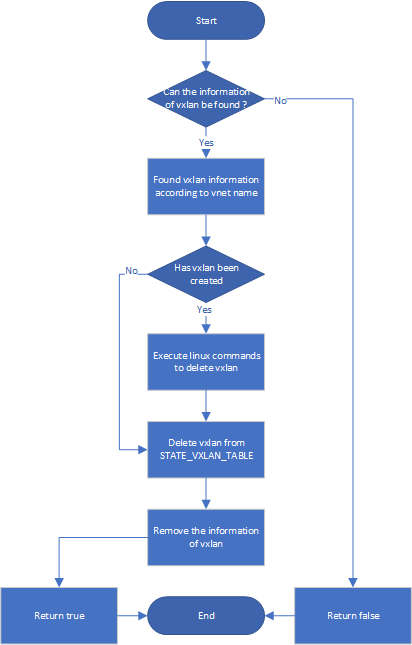 Start
Can the information
of vxlan be found ?
No
Yes
Found vxlan information
according to vnet name
Has vxlan been
created
No
Yes
Execute linux commands
to delete vxlan
Delete vxlan from
STATE_VXLAN_TABLE
Remove the information
of vxlan
Return true
End
Return false